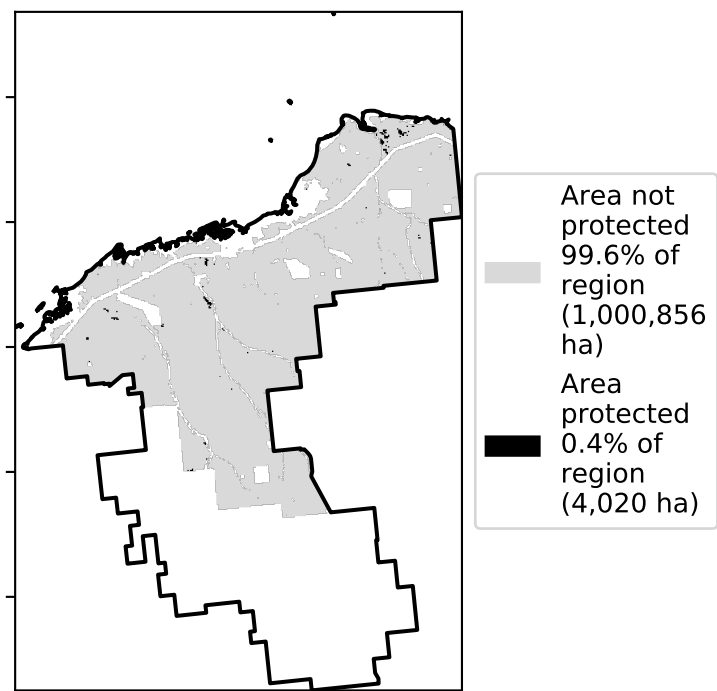 Area not
protected
99.6% of
region
(1,000,856
ha)
Area
protected
0.4% of
region
(4,020 ha)